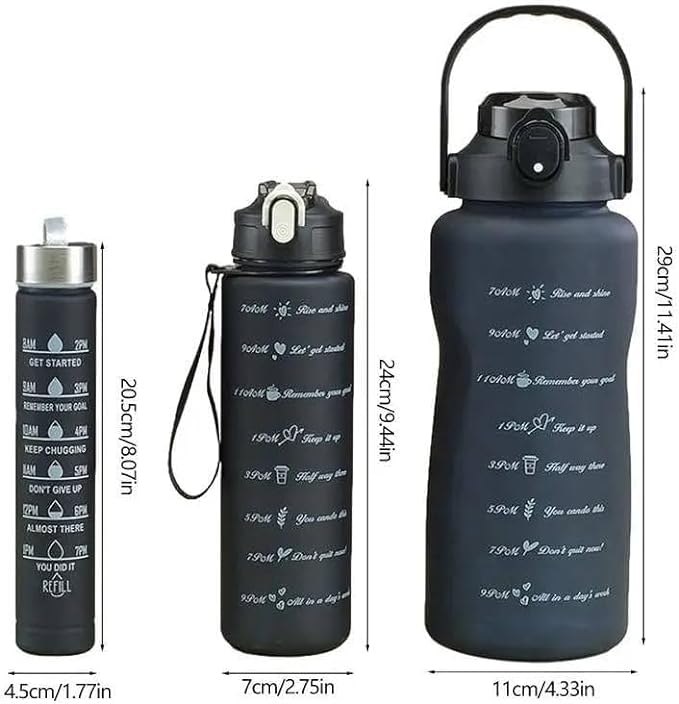 8AM 2PM
GET STARTED
9AM 3PM
REMEMBER YOUR GOAL
10AM 4PM
KEEP CHUGGING
11AM 5PM
DON'T GIVE UP
12PM 6PM
ALMOST THERE
1PM 7PM
YOU DID IT
REFILL
20.5cm/8.07in
4.5cm/1.77in
7AM Rise and shine
9AM Let' get started
11AM Remember your goal
1PM Keep it up
3PM Half way there
5PM You cando this
7PM Don't quit now!
9PM All in a day's work
24cm/9.44in
7cm/2.75in
7AM Rise and shine
9AM Let' get started
11AM Remember your goal
1PM Keep it up
3PM Half way there
5PM You cando this
7PM Don't quit now!
9PM All in a day's work
29cm/11.41in
11cm/4.33in